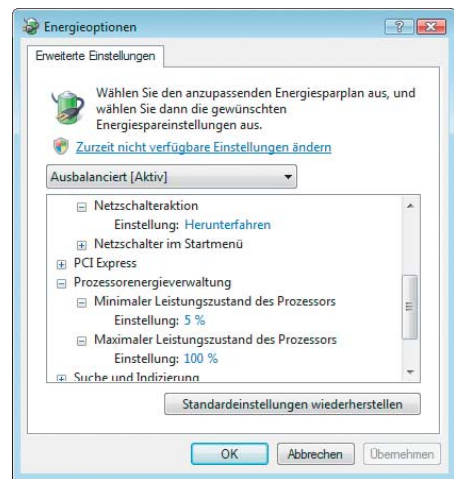 Energieoptionen
Erweiterte Einstellungen
Wählen Sie den anzupassenden Energiesparplan aus, und
wählen Sie dann die gewünschten
Energiespareinstellungen aus.
Zurzeit nicht verfügbare Einstellungen ändern
Ausbalanciert [Aktiv]
Netzschalteraktion
Einstellung: Herunterfahren
Netzschalter im Startmenü
PCI Express
Prozessorenergieverwaltung
Minimaler Leistungszustand des Prozessors
Einstellung: 5 %
Maximaler Leistungszustand des Prozessors
Einstellung: 100 %
Suche und Indizierung
Standardeinstellungen wiederherstellen
OK Abbrechen Übernehmen